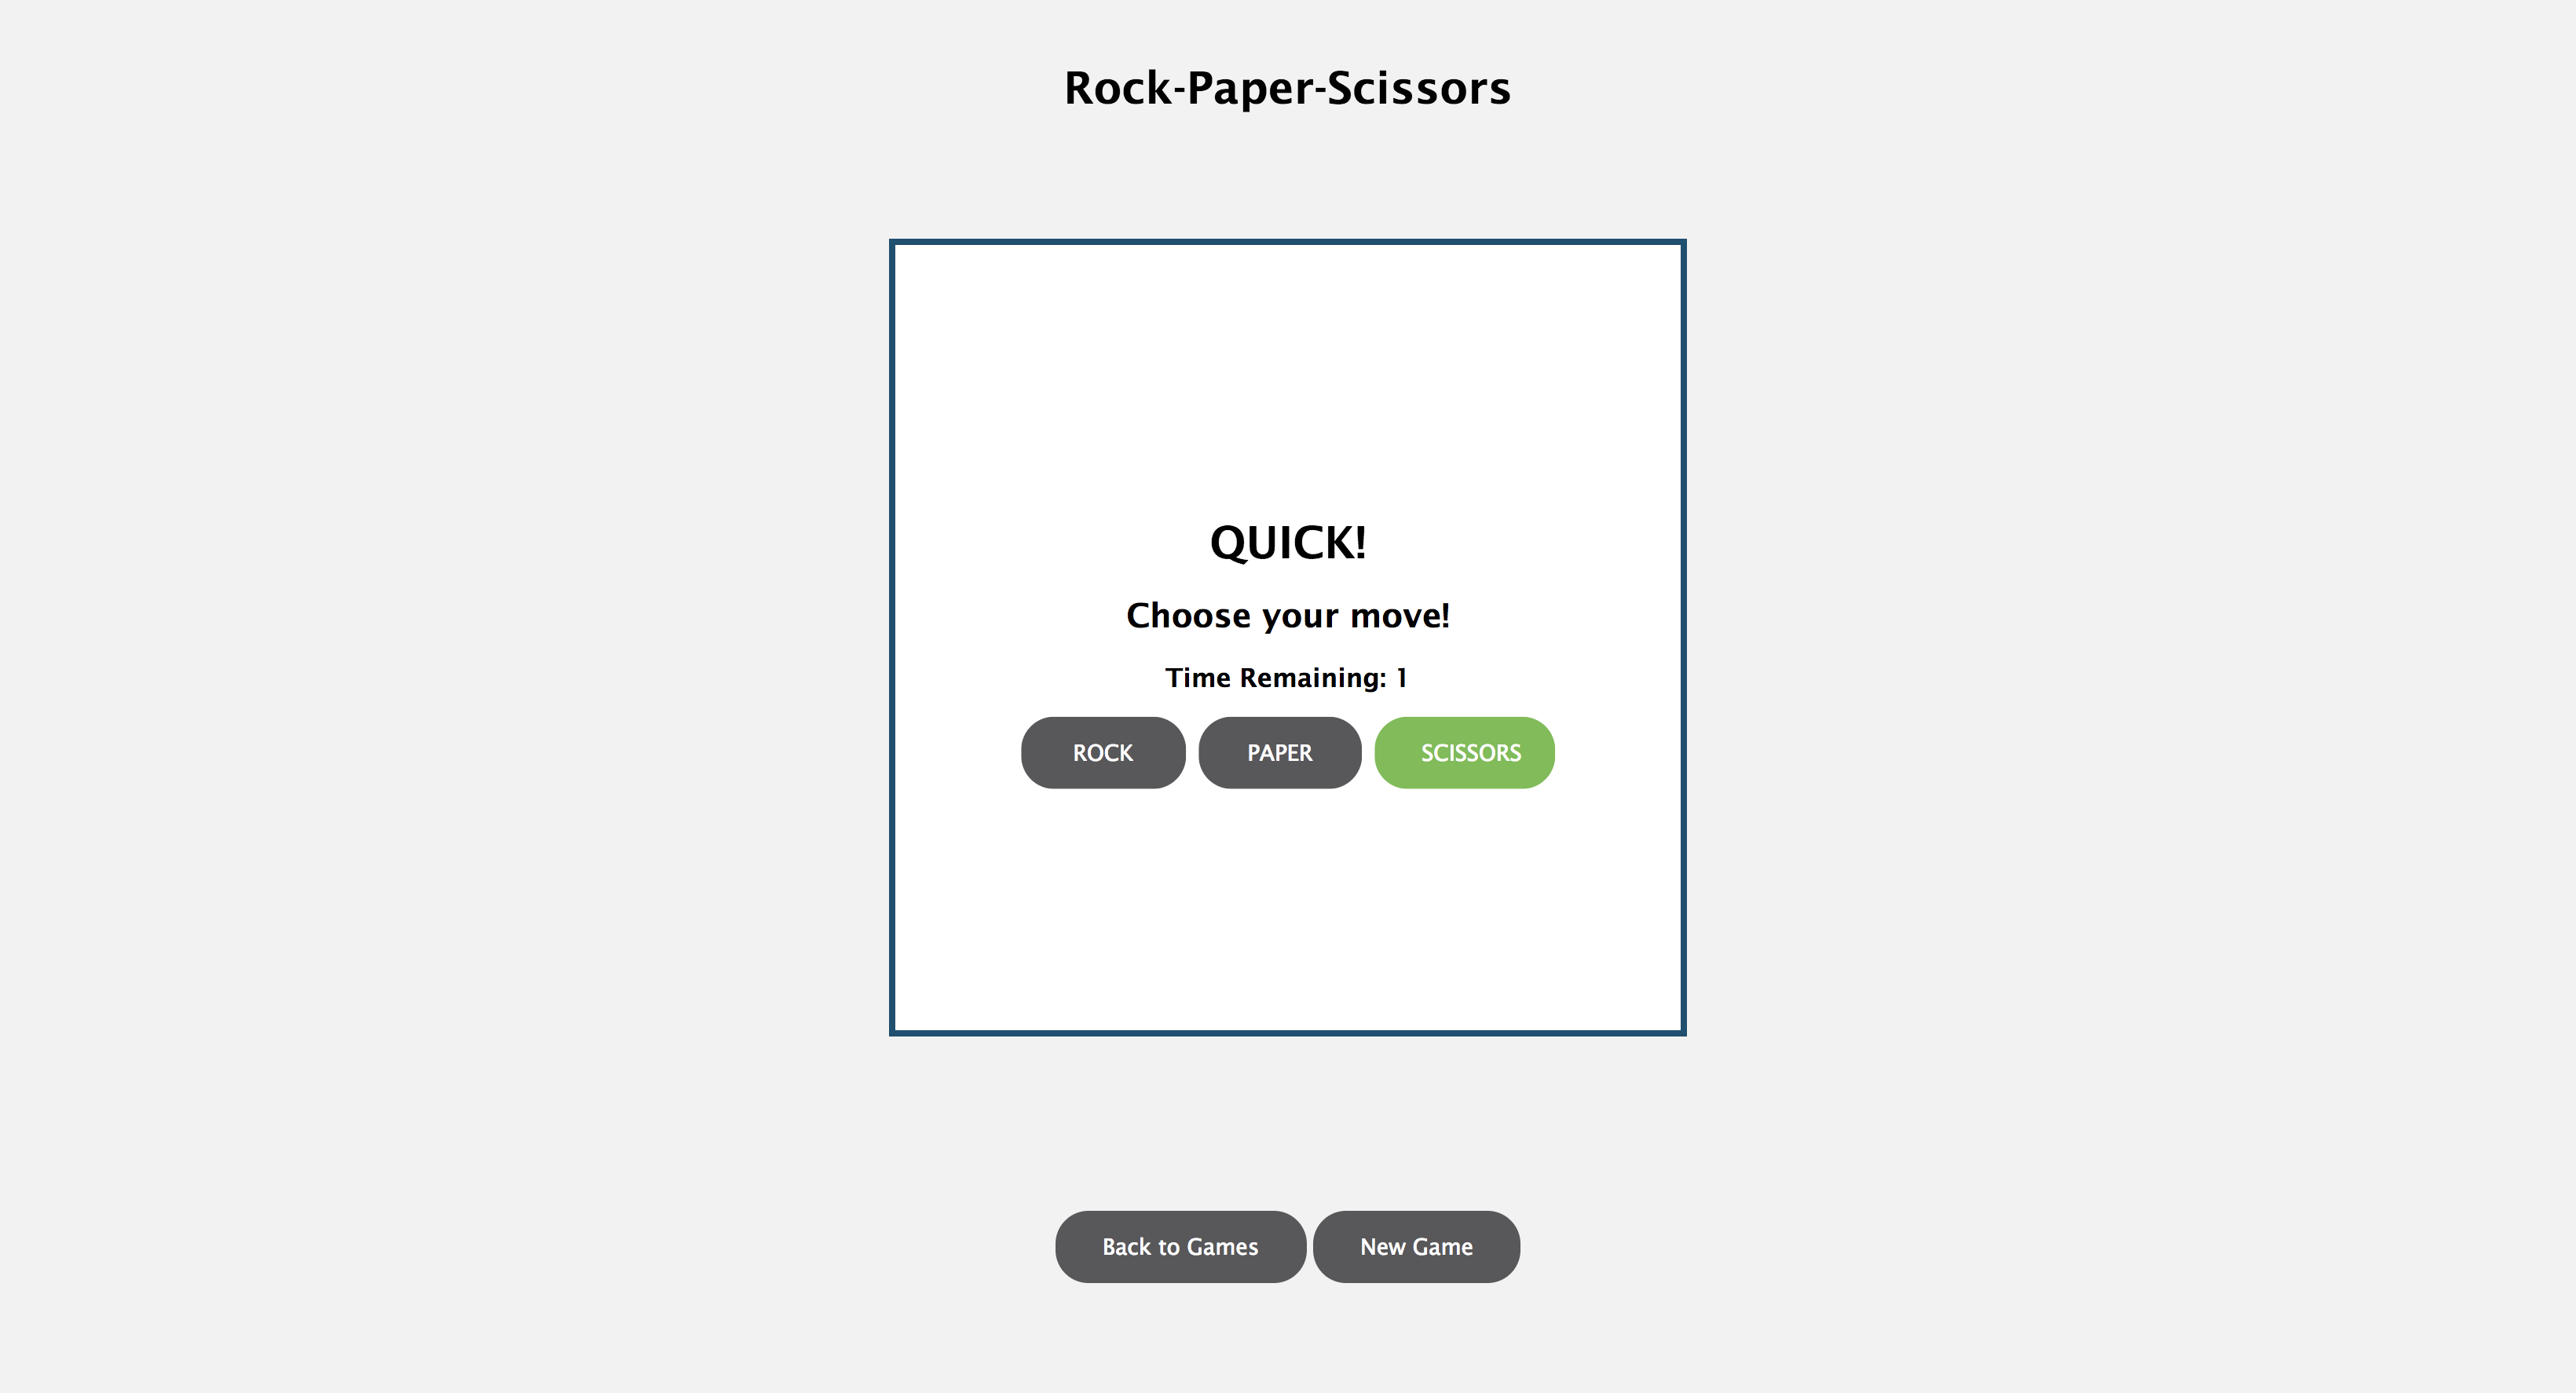 Rock-Paper-Scissors
QUICK!
Choose your move!
Time Remaining: 1
ROCK PAPER SCISSORS
Back to Games New Game